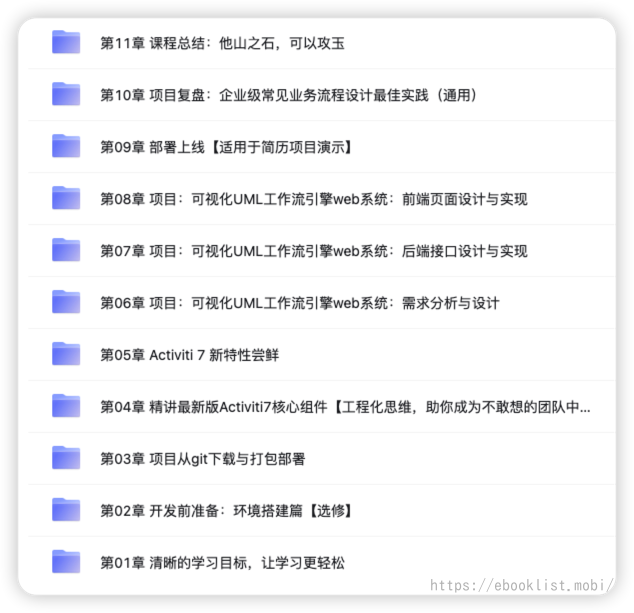 第11章 课程总结：他山之石，可以攻玉
第10章 项目复盘：企业级常见业务流程设计最佳实践（通用）
第09章 部署上线【适用于简历项目演示】
第08章 项目：可视化UML工作流引擎web系统：前端页面设计与实现
第07章 项目：可视化UML工作流引擎web系统：后端接口设计与实现
第06章 项目：可视化UML工作流引擎web系统：需求分析与设计
第05章 Activiti 7 新特性尝鲜
第04章 精讲最新版Activiti7核心组件【工程化思维，助你成为不敢想的团队中...
第03章 项目从git下载与打包部署
第02章 开发前准备：环境搭建篇【选修】
第01章 清晰的学习目标，让学习更轻松
https://ebooklist.mobi/